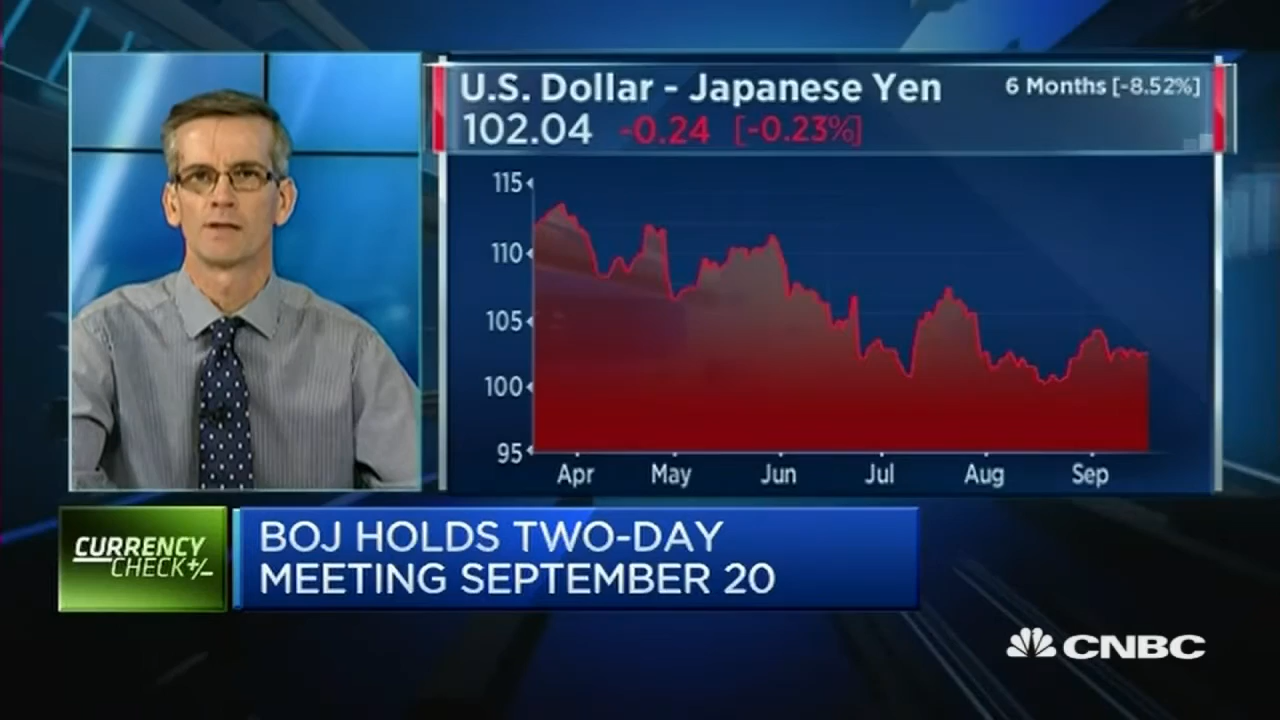 U.S. Dollar - Japanese Yen
6 Months [-8.52%]
102.04 -0.24 [-0.23%]
115
110
105
100
95
Apr May Jun Jul Aug Sep
CURRENCY
CHECK+/-
BOJ HOLDS TWO-DAY
MEETING SEPTEMBER 20
CNBC